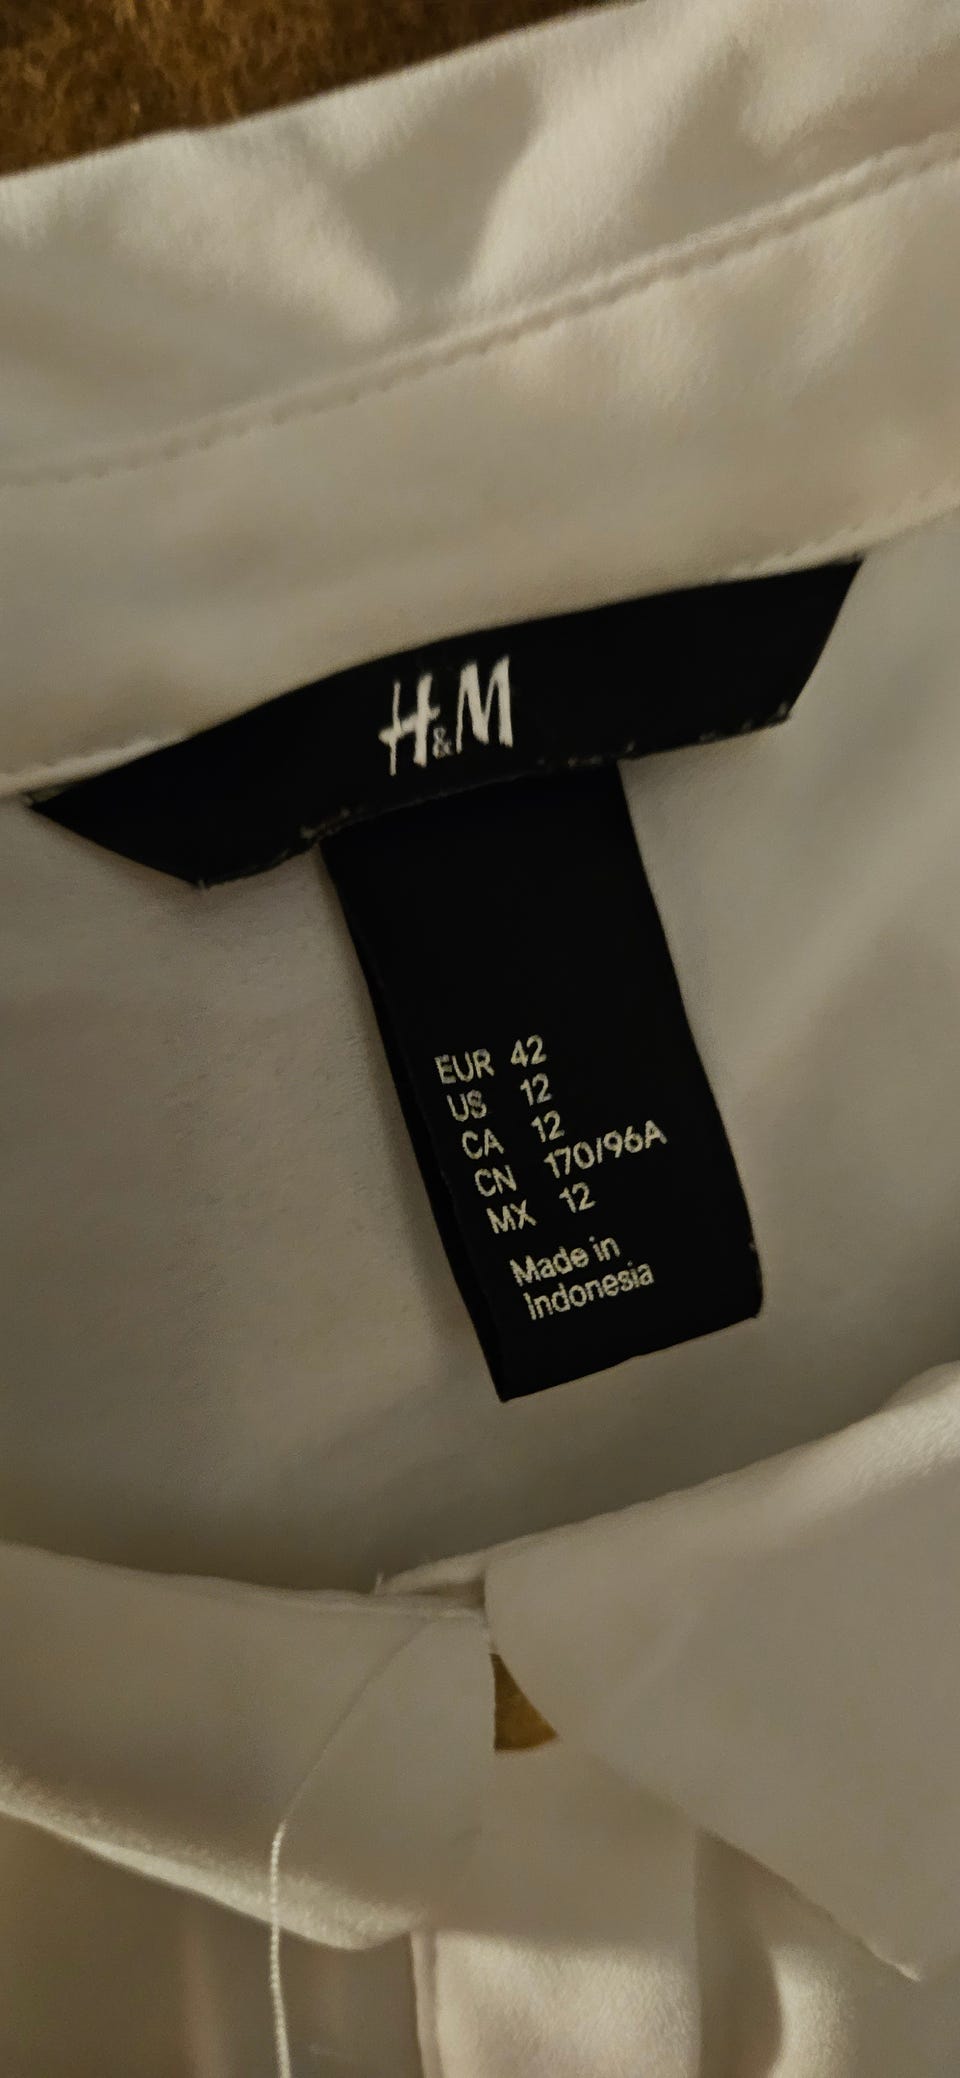 H&M
EUR 42
US 12
CA 12
CN 170/96A
MX 12
Made in
Indonesia